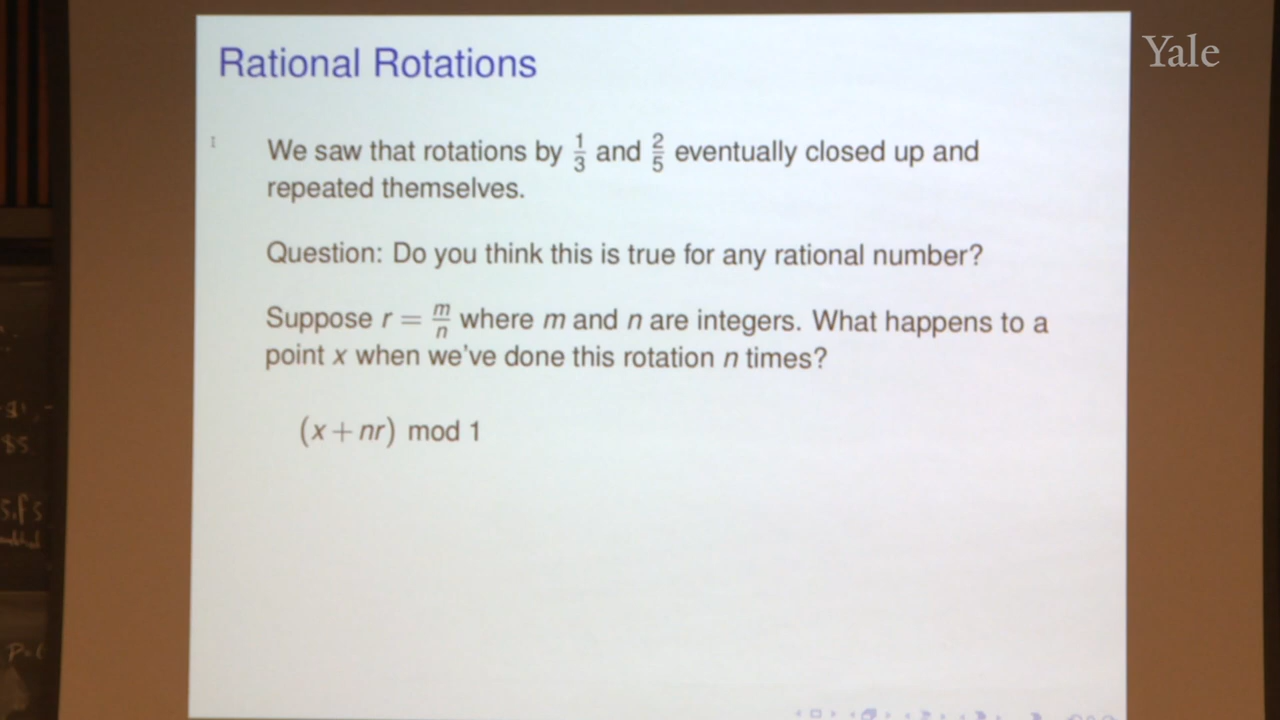 Yale
Rational Rotations
We saw that rotations by 1/3 and 2/5 eventually closed up and
repeated themselves.
Question: Do you think this is true for any rational number?
Suppose r = m/n where m and n are integers. What happens to a
point x when we've done this rotation n times?
(x + nr) mod 1